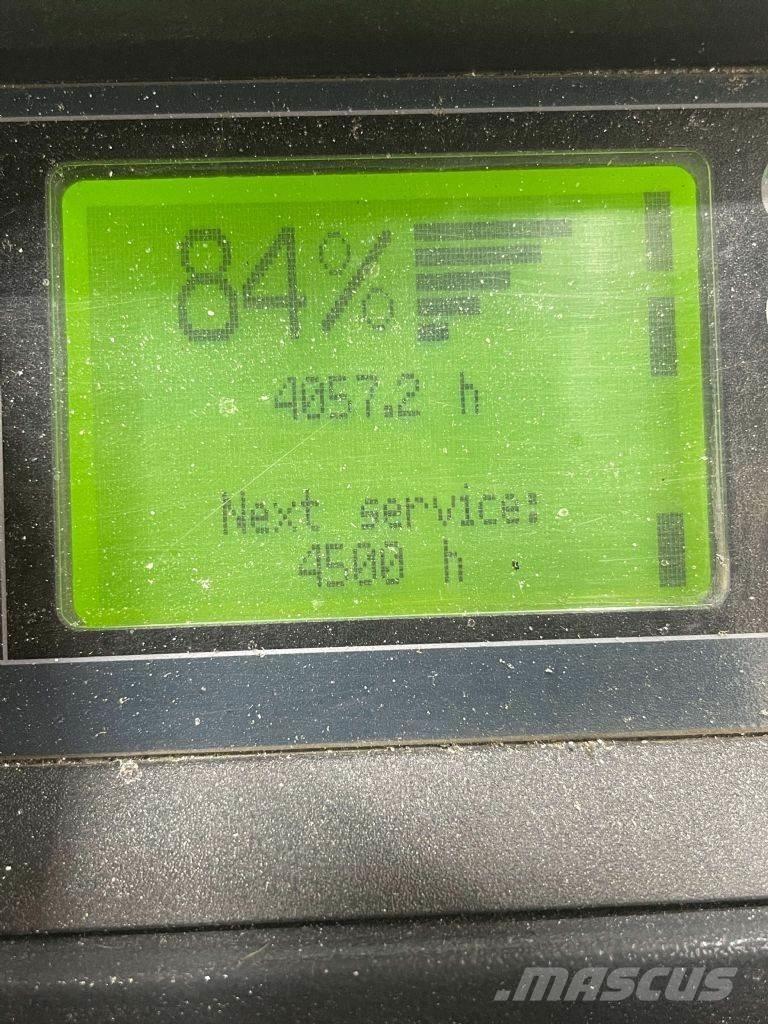 84%
4057.2 h
Next service:
4500 h
.MASCUS